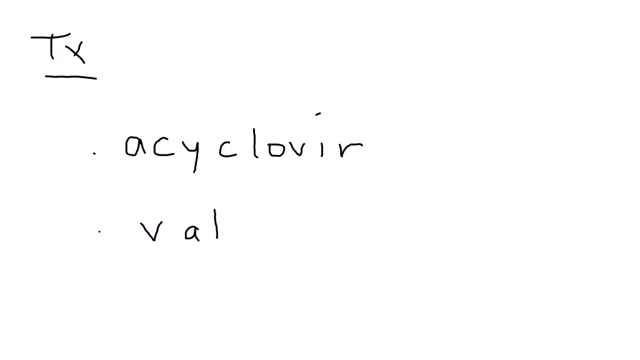 Tx
. acyclovir
. val